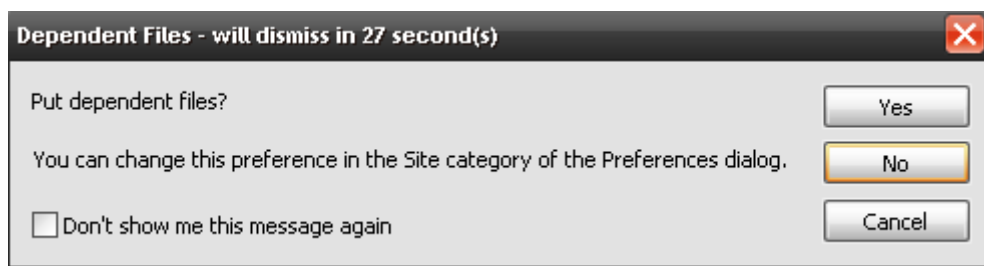 Dependent Files - will dismiss in 27 second(s)
Put dependent files?
Yes
You can change this preference in the Site category of the Preferences dialog.
No
Don't show me this message again
Cancel